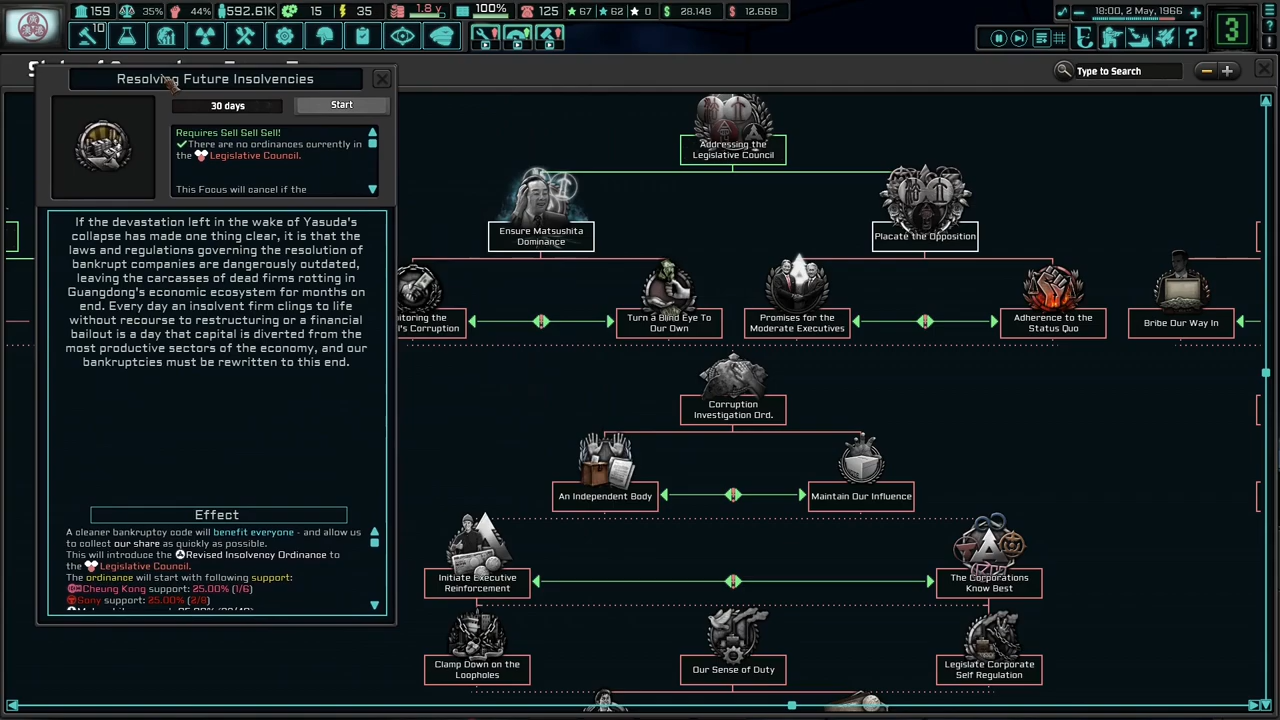 159
35%
44%
592.61K
15
35
1.8 y
100%
125
67
62
0
28.14B
12.66B
18:00, 2 May, 1966
3
10
Resolving Future Insolvencies
Type to Search
30 days
Start
Requires Sell Sell Sell!
There are no ordinances currently in
the Legislative Council.
This Focus will cancel if the
If the devastation left in the wake of Yasuda's
collapse has made one thing clear, it is that the
laws and regulations governing the resolution of
bankrupt companies are dangerously outdated,
leaving the carcasses of dead firms rotting in
Guangdong's economic ecosystem for months on
end. Every day an insolvent firm clings to life
without recourse to restructuring or a financial
bailout is a day that capital is diverted from the
most productive sectors of the economy, and our
bankruptcies must be rewritten to this end.
Effect
A cleaner bankruptcy code will benefit everyone - and allow us
to collect our share as quickly as possible.
This will introduce the Revised Insolvency Ordinance to
the Legislative Council.
The ordinance will start with following support:
Cheung Kong support: 25.00% (1/6)
Sony support: 25.00% (2/8)
Addressing the
Legislative Council
Ensure Matsushita
Dominance
Placate the Opposition
Corruption
Turn a Blind Eye To
Our Own
Promises for the
Moderate Executives
Adherence to the
Status Quo
Bribe Our Way In
Corruption
Investigation Ord.
An Independent Body
Maintain Our Influence
Initiate Executive
Reinforcement
The Corporations
Know Best
Clamp Down on the
Loopholes
Our Sense of Duty
Legislate Corporate
Self Regulation